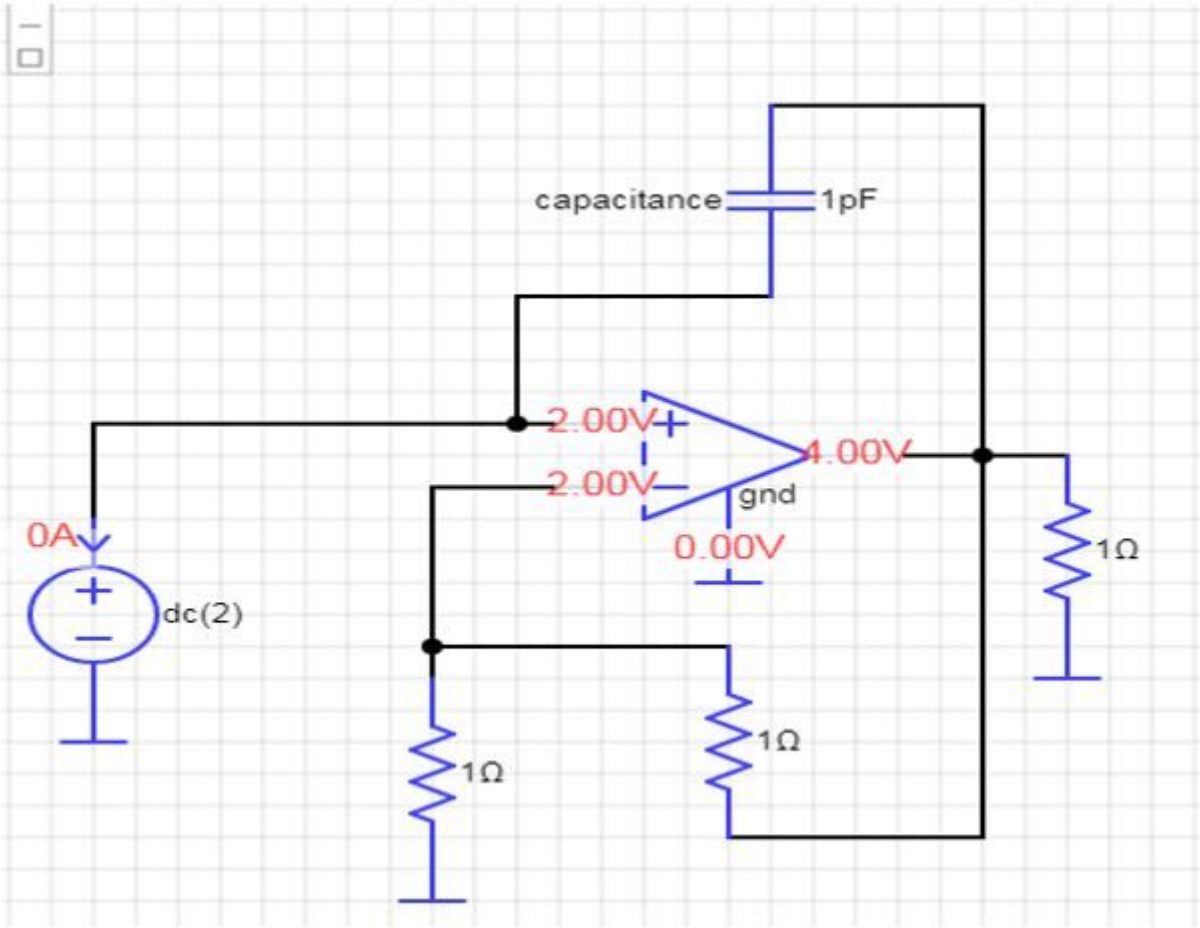 capacitance 1pF
2.00V
4.00V
2.00V
gnd
0A
0.00V
1Ω
dc(2)
1Ω
1Ω